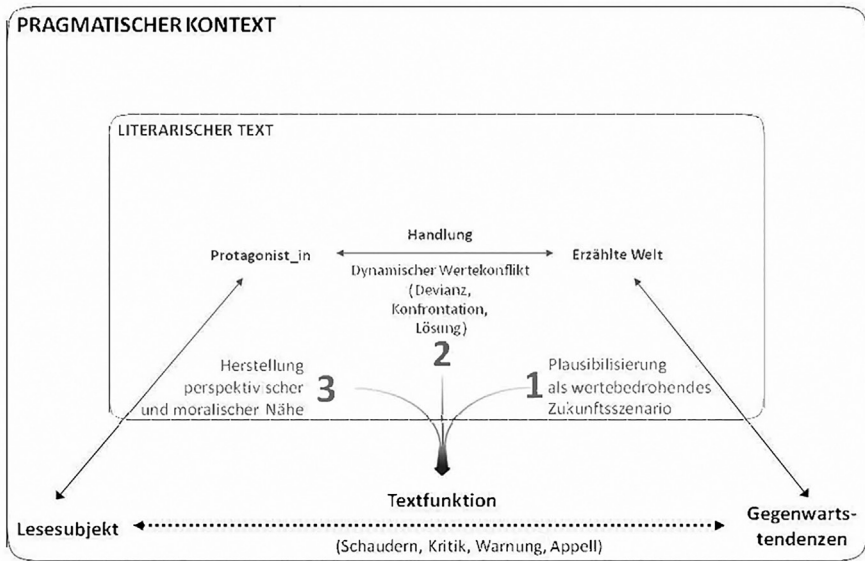 PRAGMATISCHER KONTEXT
LITERARISCHER TEXT
Protagonist_in
Handlung
Erzählte Welt
Dynamischer Wertekonflikt
(Devianz,
Konfrontation,
Lösung)
2
Herstellung
perspektivischer
und moralischer Nähe
3
1
Plausibilisierung
als wertebedrohendes
Zukunftsszenario
Textfunktion
Lesesubjekt
Gegenwarts-
tendenzen
(Schaudern, Kritik, Warnung, Appell)